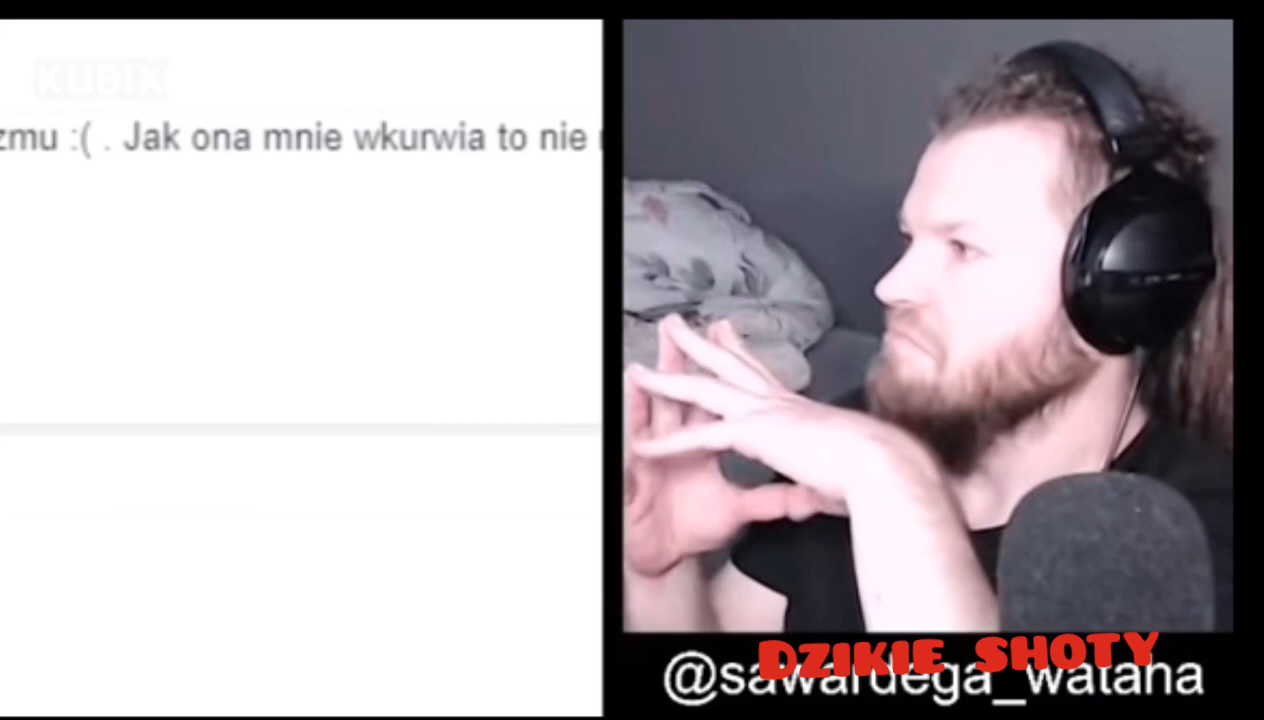 KUBIX
zmu :( . Jak ona mnie wkurwia to nie
DZIKIE SHOTY
@sawardega_wataha